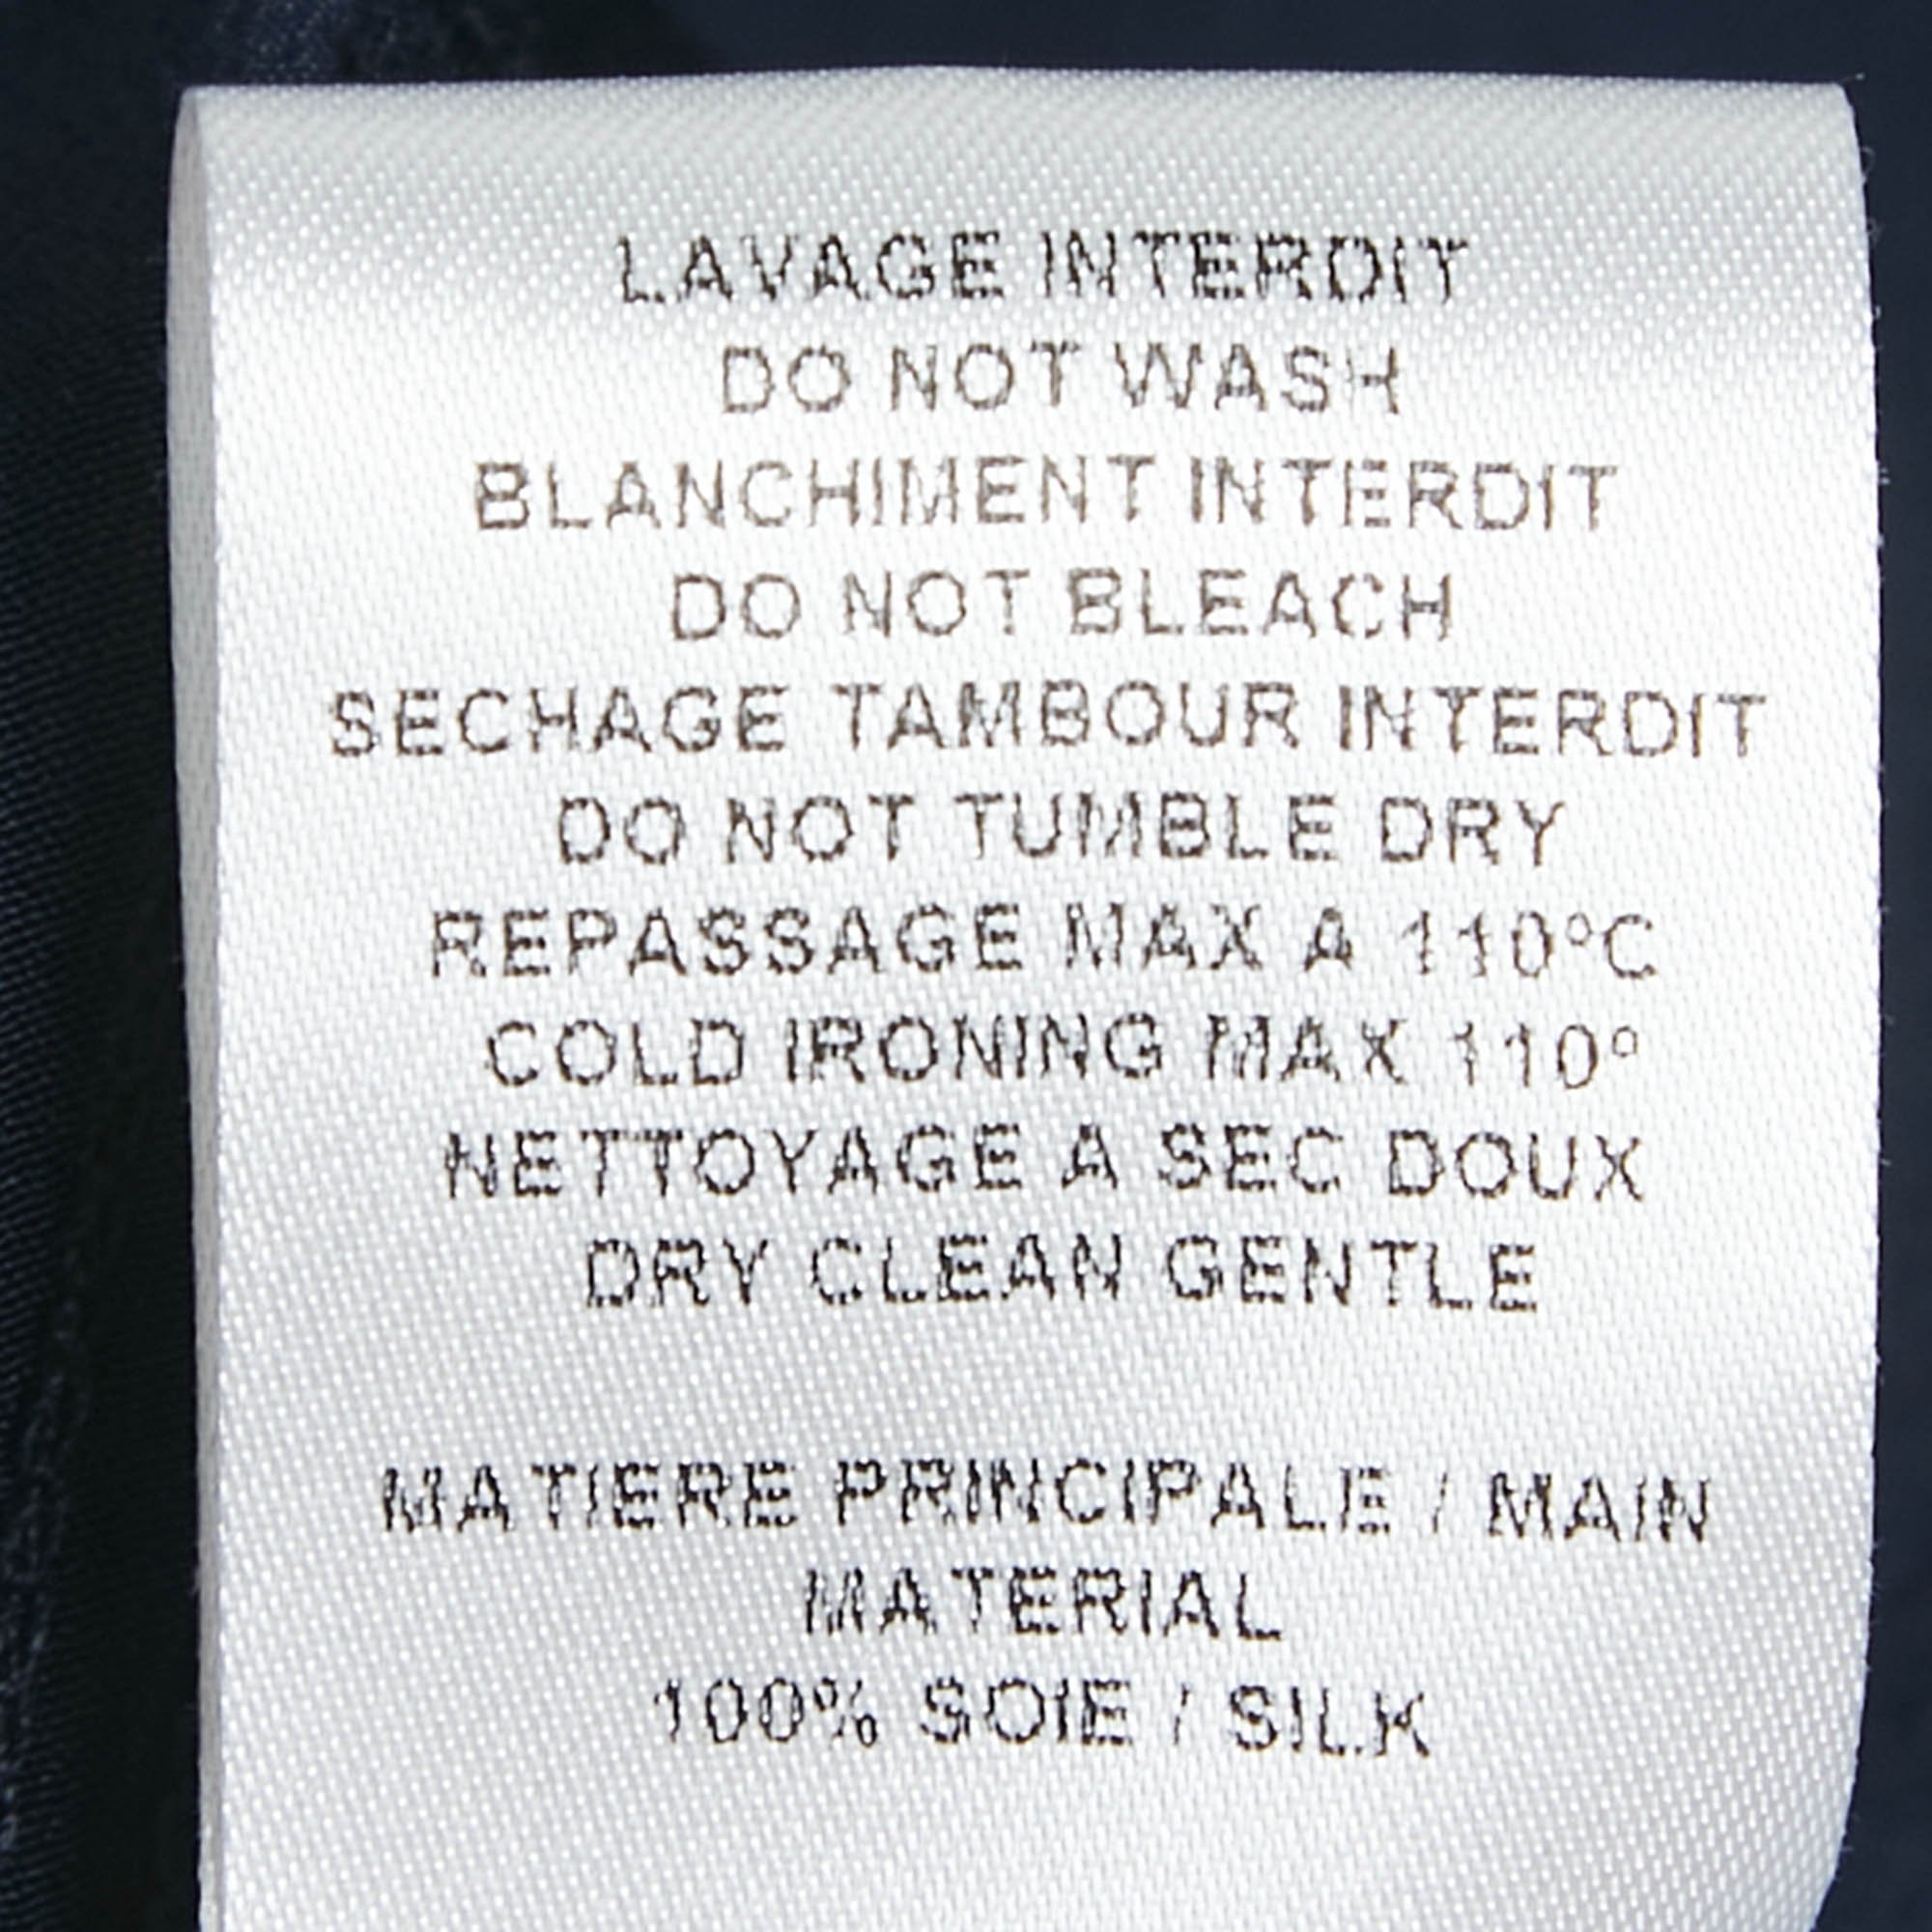 LAVAGE INTERDIT
DO NOT WASH
BLANCHIMENT INTERDIT
DO NOT BLEACH
SECHAGE TAMBOUR INTERDIT
DO NOT TUMBLE DRY
REPASSAGE MAX A 110°C
COLD IRONING MAX 110°
NETTOYAGE A SEC DOUX
DRY CLEAN GENTLE
MATIERE PRINCIPALE / MAIN
MATERIAL
100% SOIE / SILK